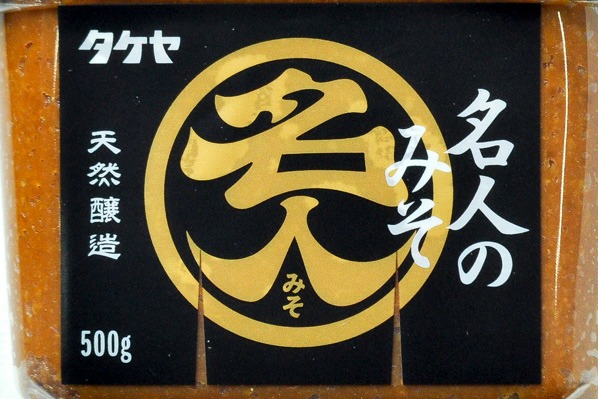 タケヤ
名人の
みそ
名人
みそ
天然醸造
500g